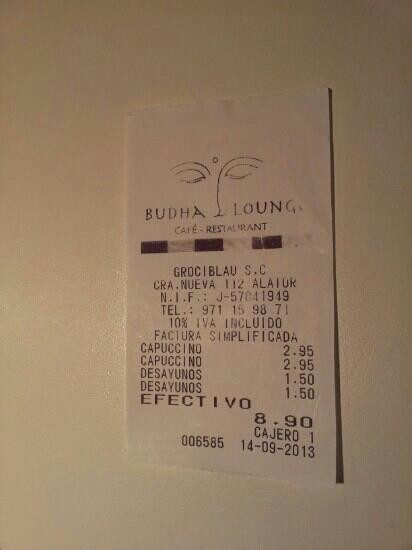 BUDHA LOUNG
CAFÉ - RESTAURANT
GROCIBLAU S.C
CRA.NUEVA 112 ALAIOR
N.I.F.: J-57041949
TEL.: 971 15 98 71
10% IVA INCLUIDO
FACTURA SIMPLIFICADA
CAPUCCINO 2.95
CAPUCCINO 2.95
DESAYUNOS 1.50
DESAYUNOS 1.50
EFECTIVO
8.90
CAJERO 1
006585 14-09-2013